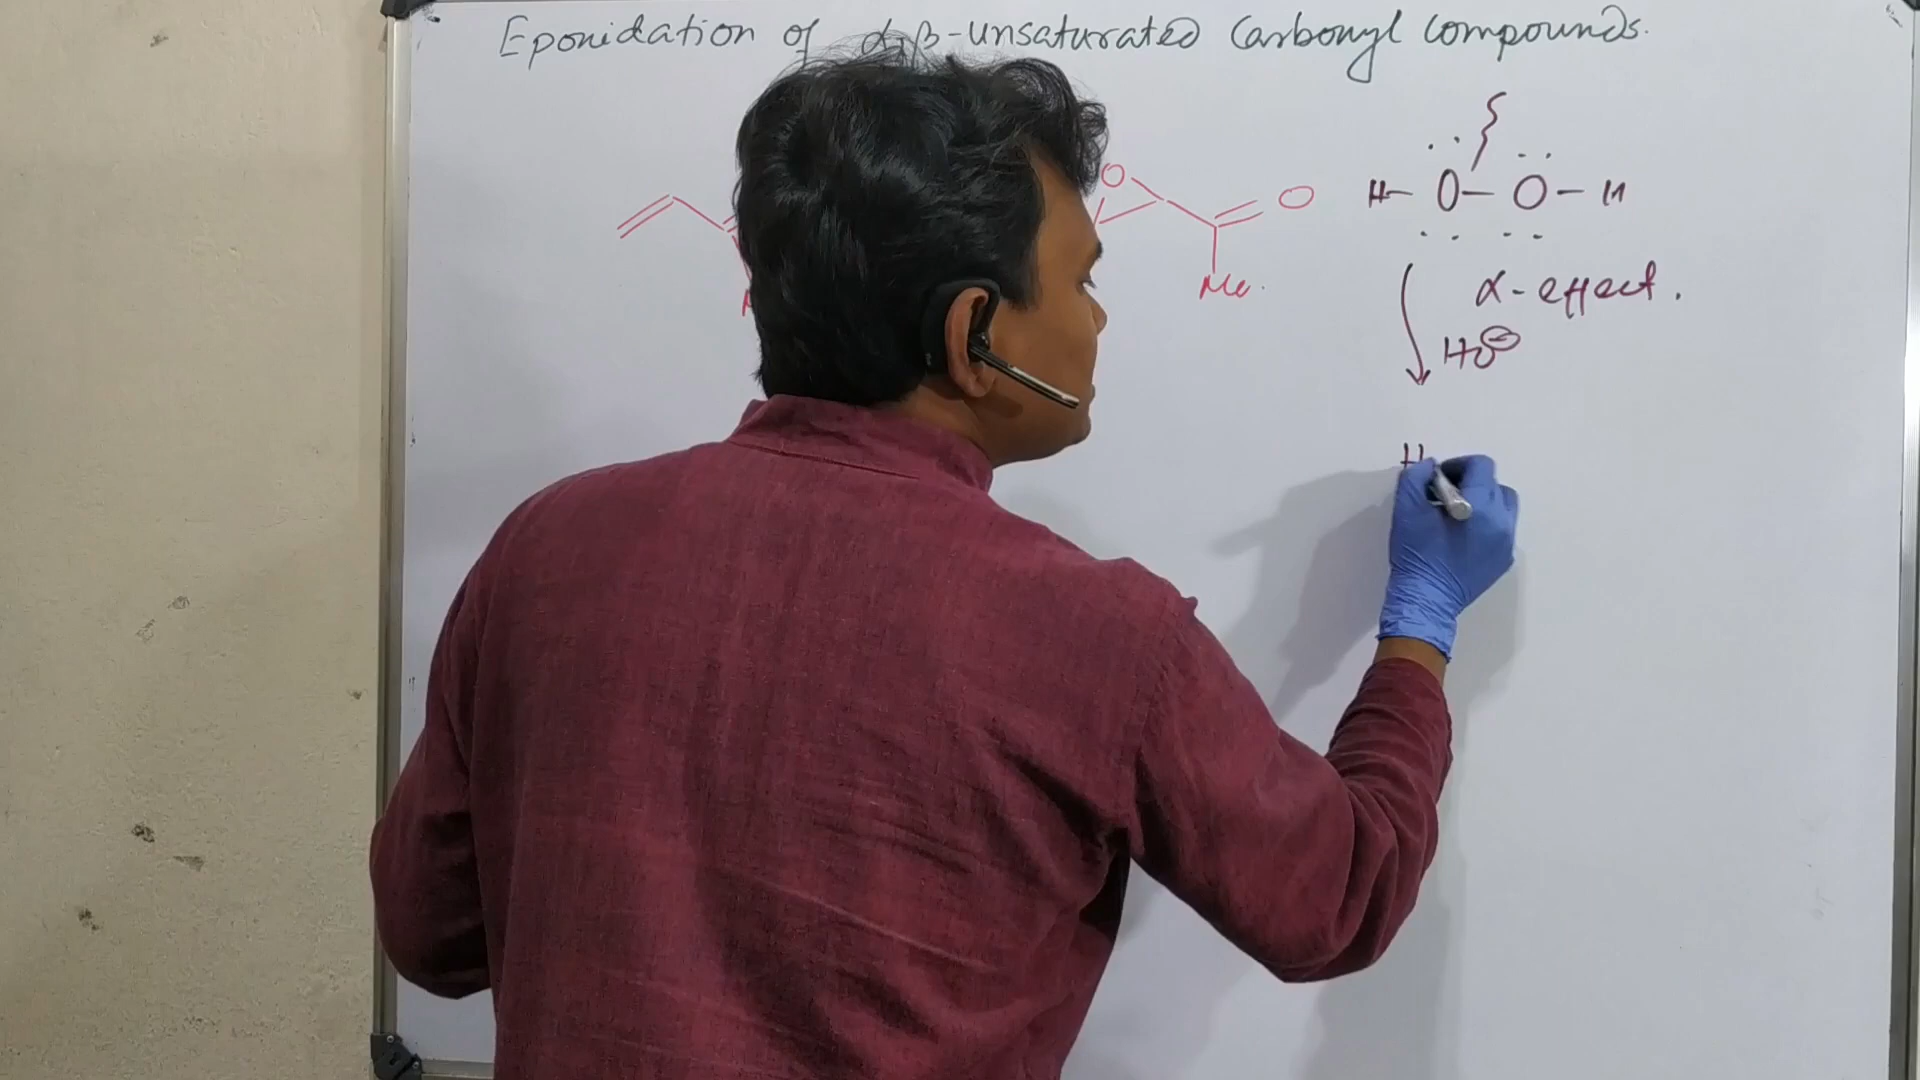 Epoxidation of α,β-unsaturated Carbonyl Compounds.
O
O
Me.
H-O-O-H
α-effect.
HO⊖
H